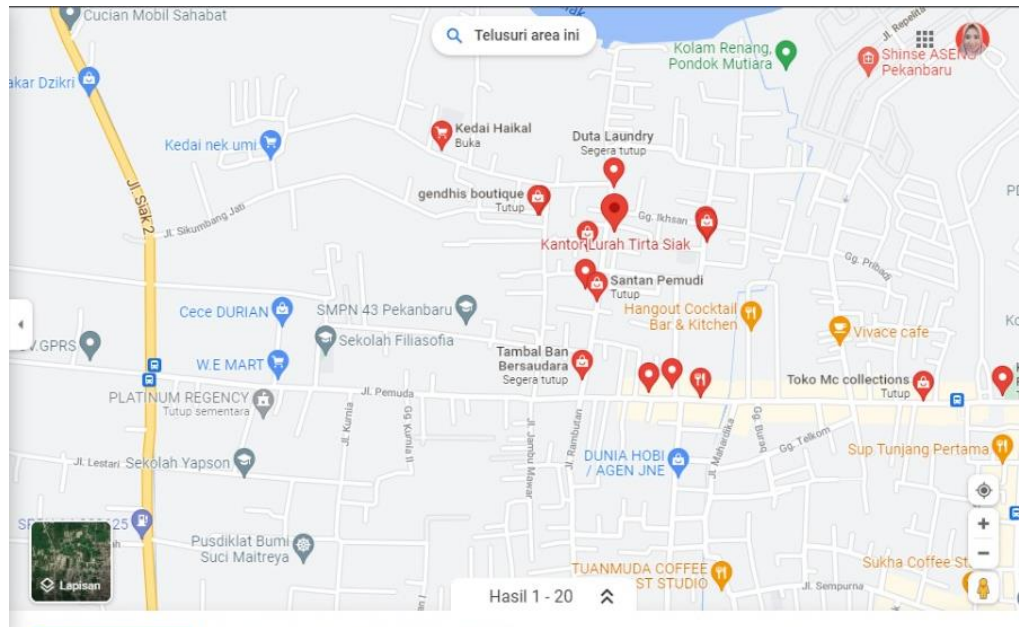 Cucian Mobil Sahabat
Telusuri area ini
Jl. Repelita
Kolam Renang,
Pondok Mutiara
Shinse ASENG
Pekanbaru
akar Dzikri
Kedai Haikal
Buka
Kedai nek umi
Duta Laundry
Segera tutup
gendhis boutique
Tutup
Jl. Siak 2
Jl. Sikumbang Jati
Gg. Ikhsan
Kantor Lurah Tirta Siak
Gg. Pribadi
Santan Pemudi
Tutup
Cece DURIAN
SMPN 43 Pekanbaru
Hangout Cocktail
Bar & Kitchen
Sekolah Filiasofia
Vivace cafe
V.GPRS
W.E MART
Tambal Ban
Bersaudara
Segera tutup
Toko Mc collections
Tutup
PLATINUM REGENCY
Tutup sementara
Jl. Pemuda
Jl. Kurnia
GG Kurnia II
Jl. Jambu Mawar
Jl. Rambutan
Jl. Mahardika
Gg. Buraq
Gg. Telkom
DUNIA HOBI
/ AGEN JNE
Sup Tunjang Pertama
Jl. Lestari
Sekolah Yapson
Pusdiklat Bumi
Suci Maitreya
TUANMUDA COFFEE
ST STUDIO
Jl. Sempurna
Sukha Coffee St
Lapisan
Hasil 1 - 20